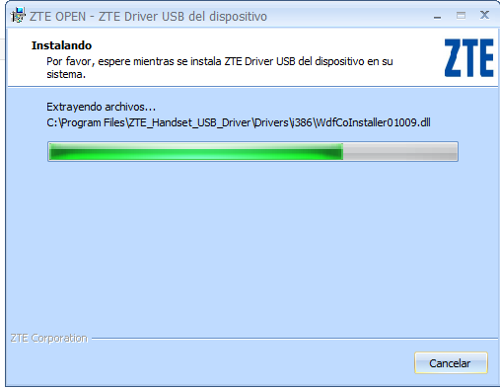 ZTE OPEN - ZTE Driver USB del dispositivo
Instalando
Por favor, espere mientras se instala ZTE Driver USB del dispositivo en su
sistema.
ZTE
Extrayendo archivos...
C:\Program Files\ZTE_Handset_USB_Driver\Drivers\i386\WdfCoInstaller01009.dll
ZTE Corporation
Cancelar